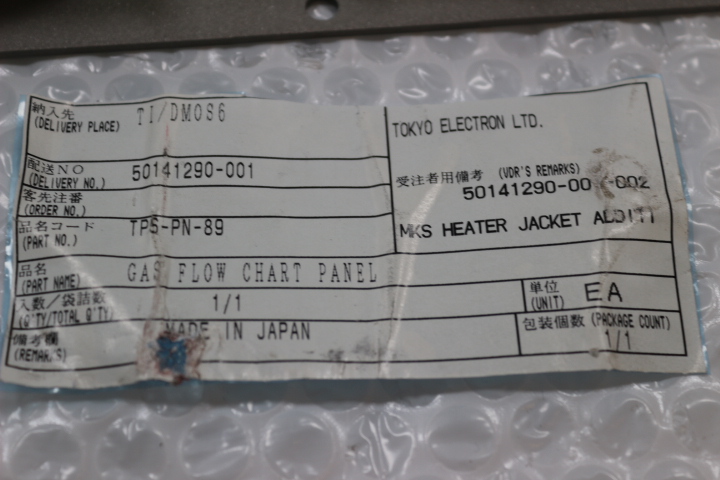 納入先
(DELIVERY PLACE) TI/DMOS6
配送NO
(DELIVERY NO.) 50141290-001
客先注番
(ORDER NO.)
品名コード
(PART NO.) TPS-PN-89
品名
(PART NAME) GAS FLOW CHART PANEL
入数/袋詰数
(Q'TY/TOTAL Q'TY) 1/1
備考欄
(REMARKS) MADE IN JAPAN
TOKYO ELECTRON LTD.
受注者用備考 (VDR'S REMARKS)
-002
MKS HEATER JACKET
単位
(UNIT) EA
包装個数 (PACKAGE COUNT)
1/1